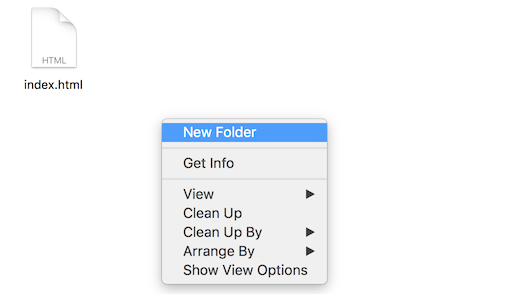 HTML
index.html
New Folder
Get Info
View
Clean Up
Clean Up By
Arrange By
Show View Options